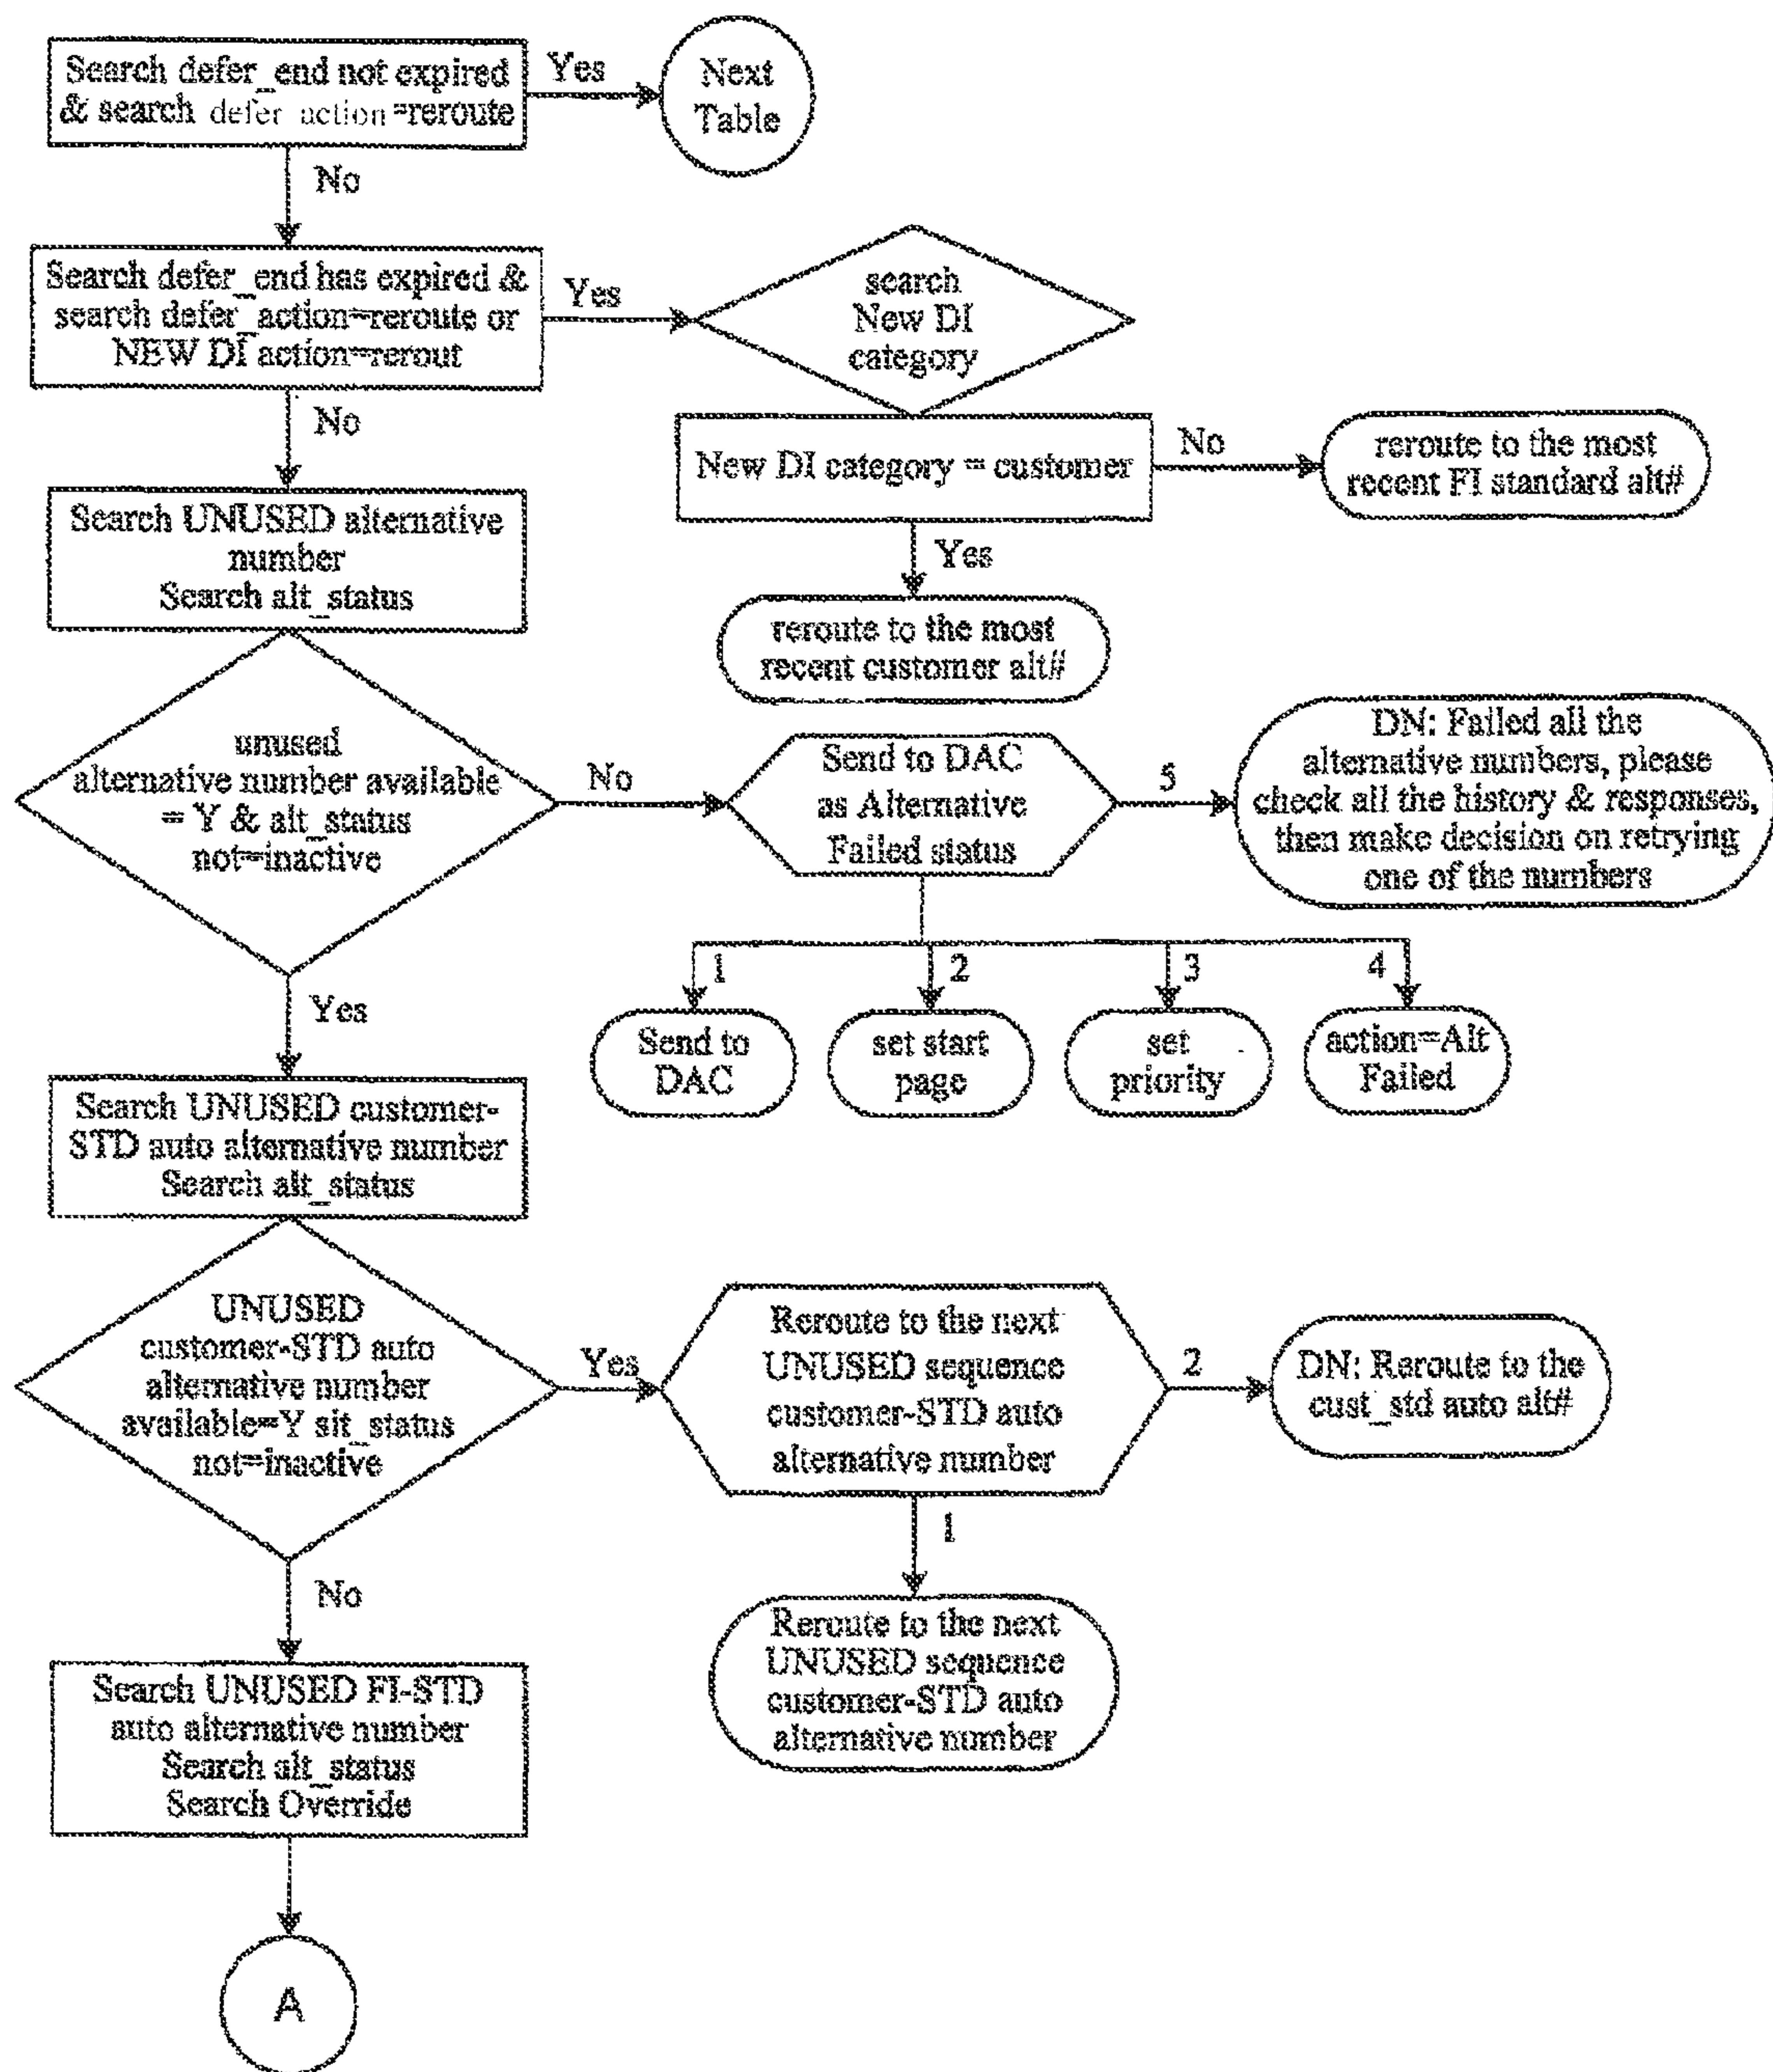 Search defer_end not expired
& search defer action=reroute
Yes
Next
Table
No
Search defer_end has expired &
search defer_action=reroute or
NEW DI action=rerout
Yes
search
New DI
category
No
New DI category = customer
No
reroute to the most
recent FI standard alt#
Yes
reroute to the most
recent customer alt#
Search UNUSED alternative
number
Search alt_status
unused
alternative number available
= Y & alt_status
not=inactive
No
Send to DAC
as Alternative
Failed status
5
DN: Failed all the
alternative numbers, please
check all the history & responses,
then make decision on retrying
one of the numbers
1
2
3
4
Send to
DAC
set start
page
set
priority
action=Alt
Failed
Yes
Search UNUSED customer-
STD auto alternative number
Search alt_status
UNUSED
customer-STD auto
alternative number
available=Y sit_status
not=inactive
Yes
Reroute to the next
UNUSED sequence
customer-STD auto
alternative number
2
DN: Reroute to the
cust_std auto alt#
1
Reroute to the next
UNUSED sequence
customer-STD auto
alternative number
No
Search UNUSED FI-STD
auto alternative number
Search alt_status
Search Override
A